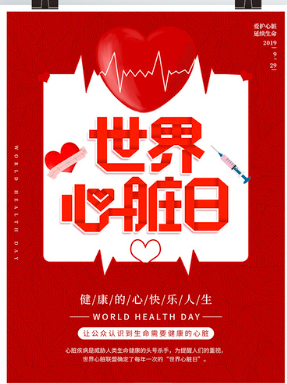 爱护心脏
延续生命
2019
9.
29
世界
心脏日
WORLD HEALTH DAY
健/康/的/心/快/乐/人/生
WORLD HEALTH DAY
让公众认识到生命需要健康的心脏
心脏疾病是威胁人类生命健康的头号杀手，为提醒人们的重视，
世界心脏联盟确定了每年一次的“世界心脏日”。